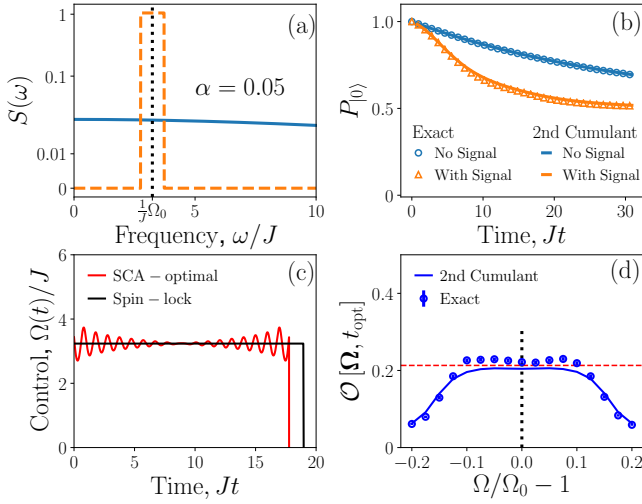 (a)
α = 0.05
S(ω)
1
0.1
0.01
0
0
1/J Ω₀
5
10
Frequency, ω/J
(b)
P|0⟩
1.0
0.5
0.0
Exact
2nd Cumulant
No Signal
No Signal
With Signal
With Signal
0
10
20
30
Time, Jt
(c)
SCA − optimal
Spin − lock
Control, Ω(t)/J
6
4
2
0
0
5
10
15
20
Time, Jt
(d)
2nd Cumulant
Exact
𝒪[Ω, t_opt]
0.4
0.2
0.0
−0.2
−0.1
0.0
0.1
0.2
Ω/Ω₀ − 1